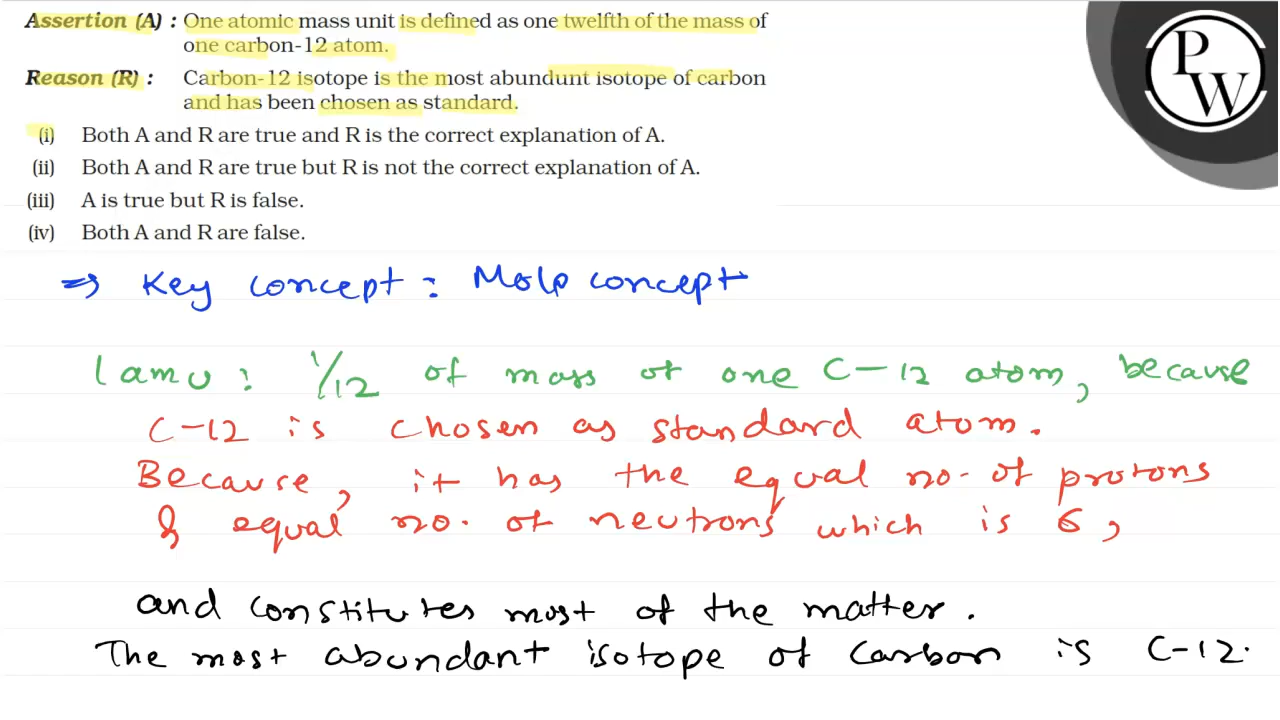 Assertion (A) : One atomic mass unit is defined as one twelfth of the mass of
one carbon-12 atom.
Reason (R) : Carbon-12 isotope is the most abundunt isotope of carbon
and has been chosen as standard.
(i) Both A and R are true and R is the correct explanation of A.
(ii) Both A and R are true but R is not the correct explanation of A.
(iii) A is true but R is false.
(iv) Both A and R are false.
P
W
⇒ Key concept : Mole concept
1amu : 1/12 of mass of one C-12 atom, because
C-12 is chosen as standard atom.
Because, it has the equal no. of protons
& equal no. of neutrons which is 6,
and constitutes most of the matter.
The most abundant isotope of carbon is C-12.